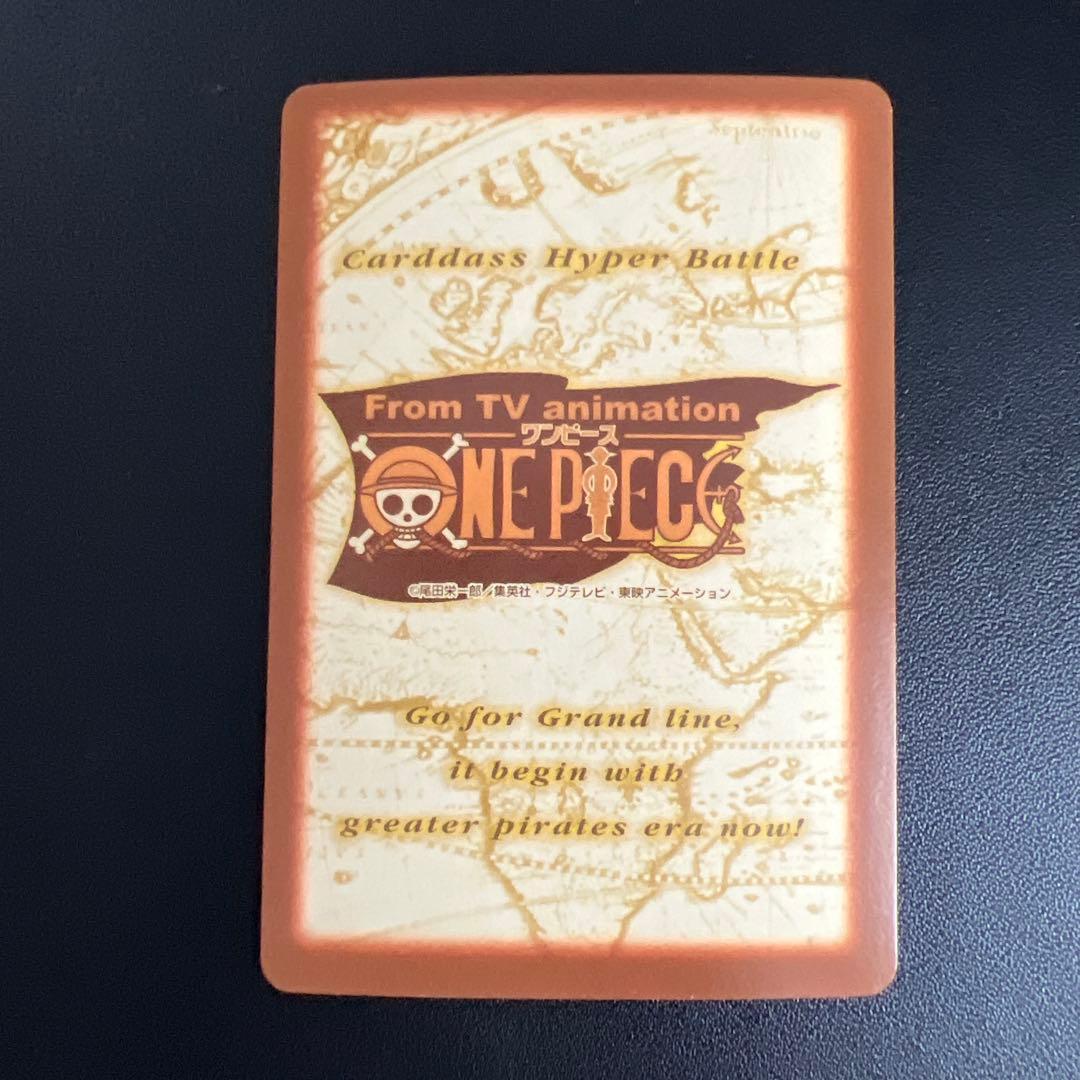 Septentrio
Carddass Hyper Battle
From TV animation
ワンピース
ONE PIECE
©尾田栄一郎／集英社・フジテレビ・東映アニメーション
Go for Grand line,
it begin with
greater pirates era now!